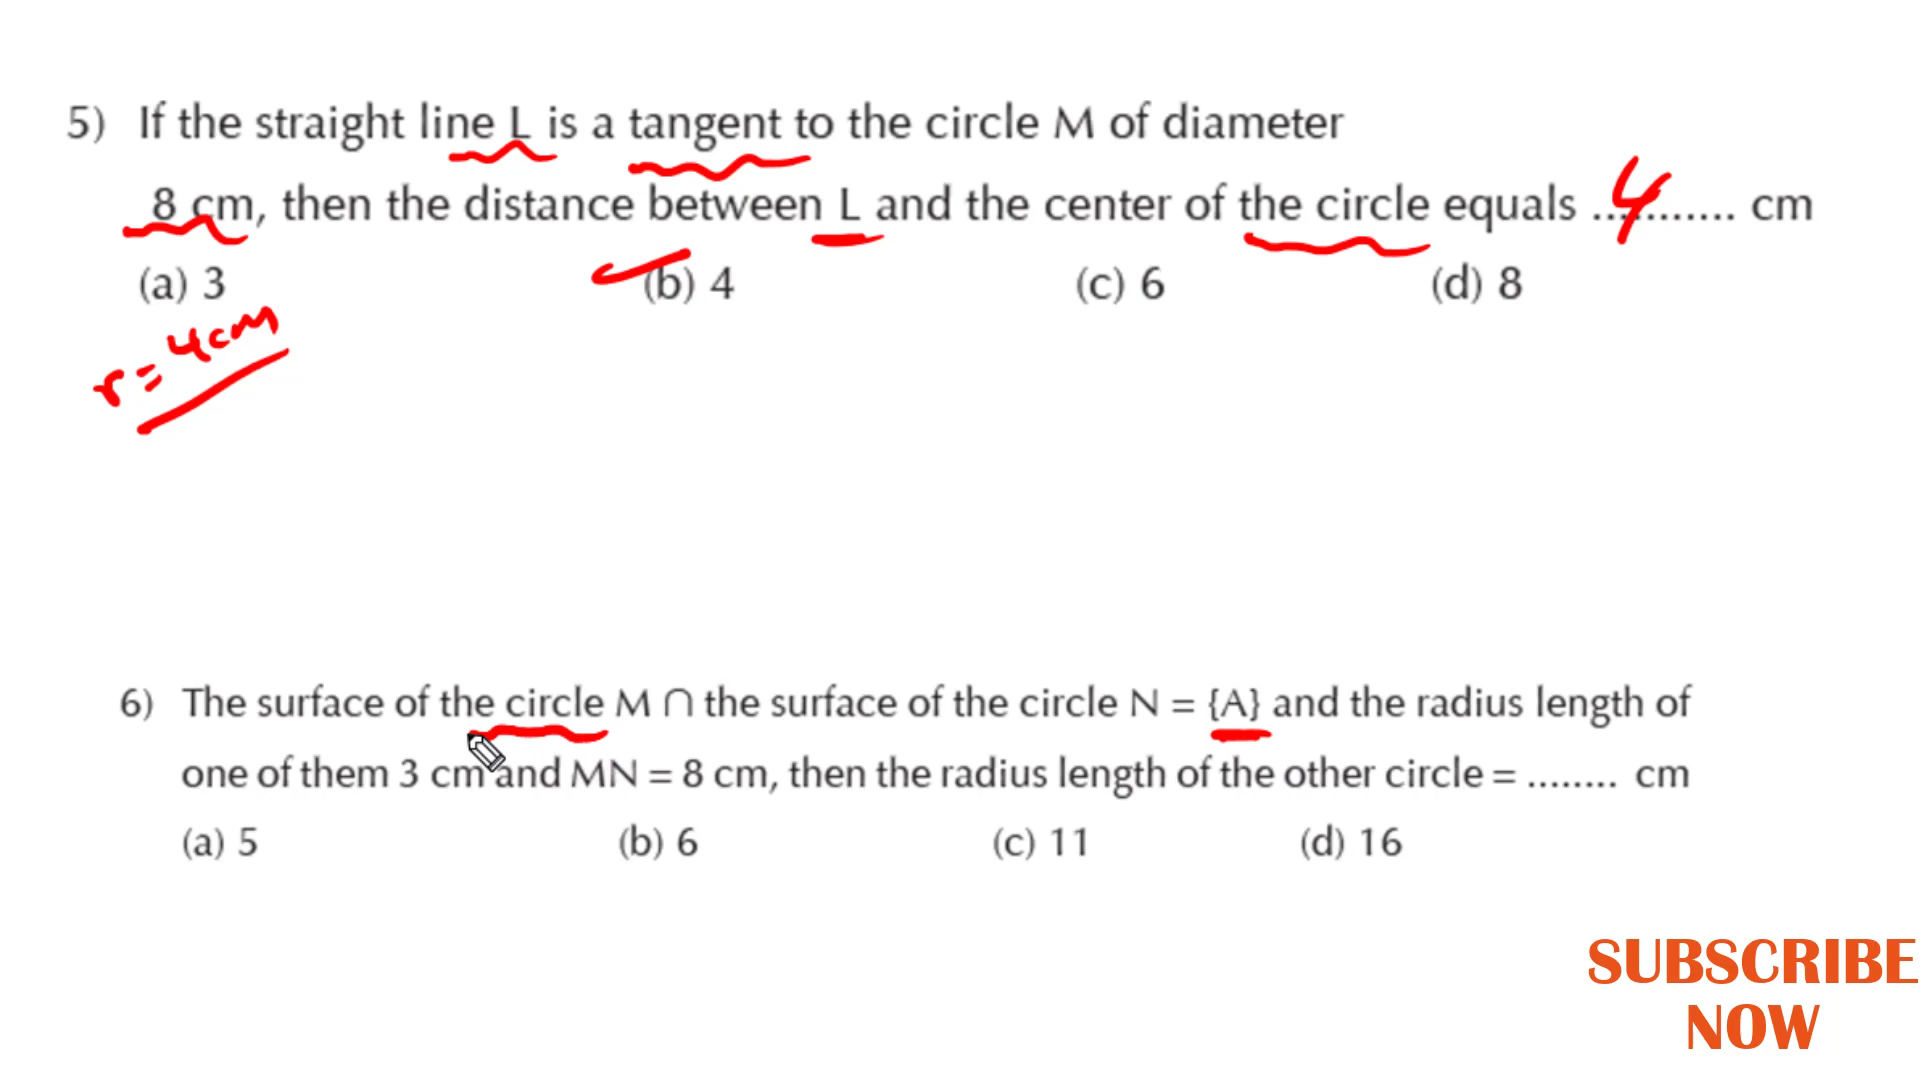 5) If the straight line L is a tangent to the circle M of diameter
8 cm, then the distance between L and the center of the circle equals ........... cm
4
(a) 3 (b) 4 (c) 6 (d) 8
r = 4cm
6) The surface of the circle M ∩ the surface of the circle N = {A} and the radius length of
one of them 3 cm and MN = 8 cm, then the radius length of the other circle = ........ cm
(a) 5 (b) 6 (c) 11 (d) 16
SUBSCRIBE
NOW